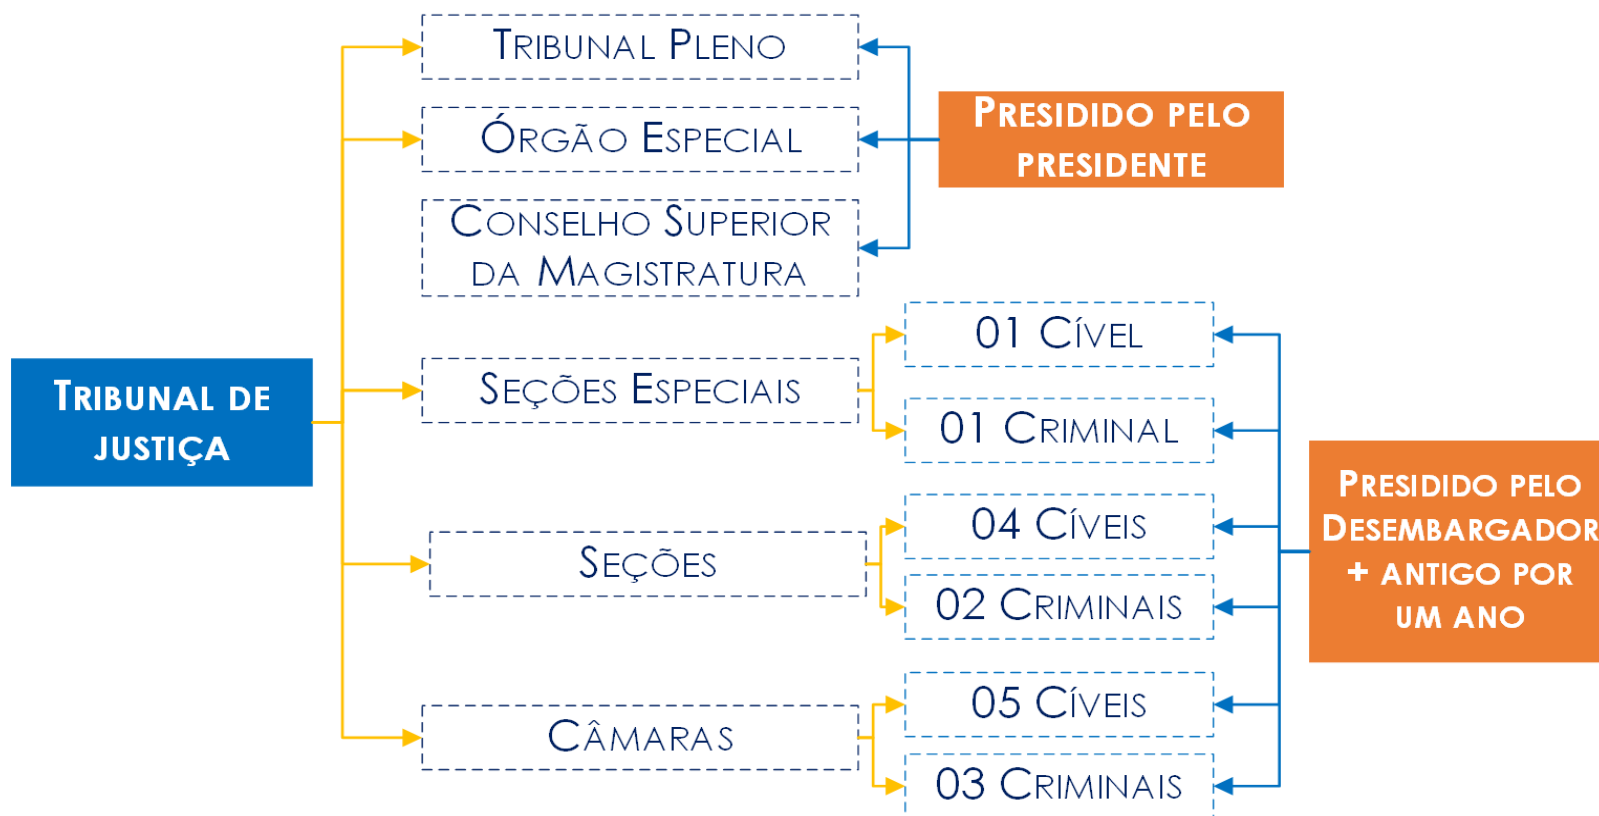 Tribunal Pleno
Órgão Especial
Presidido pelo
presidente
Conselho Superior
da Magistratura
Tribunal de
justiça
Seções Especiais
01 Cível
01 Criminal
Seções
04 Cíveis
02 Criminais
Presidido pelo
Desembargador
+ antigo por
um ano
Câmaras
05 Cíveis
03 Criminais